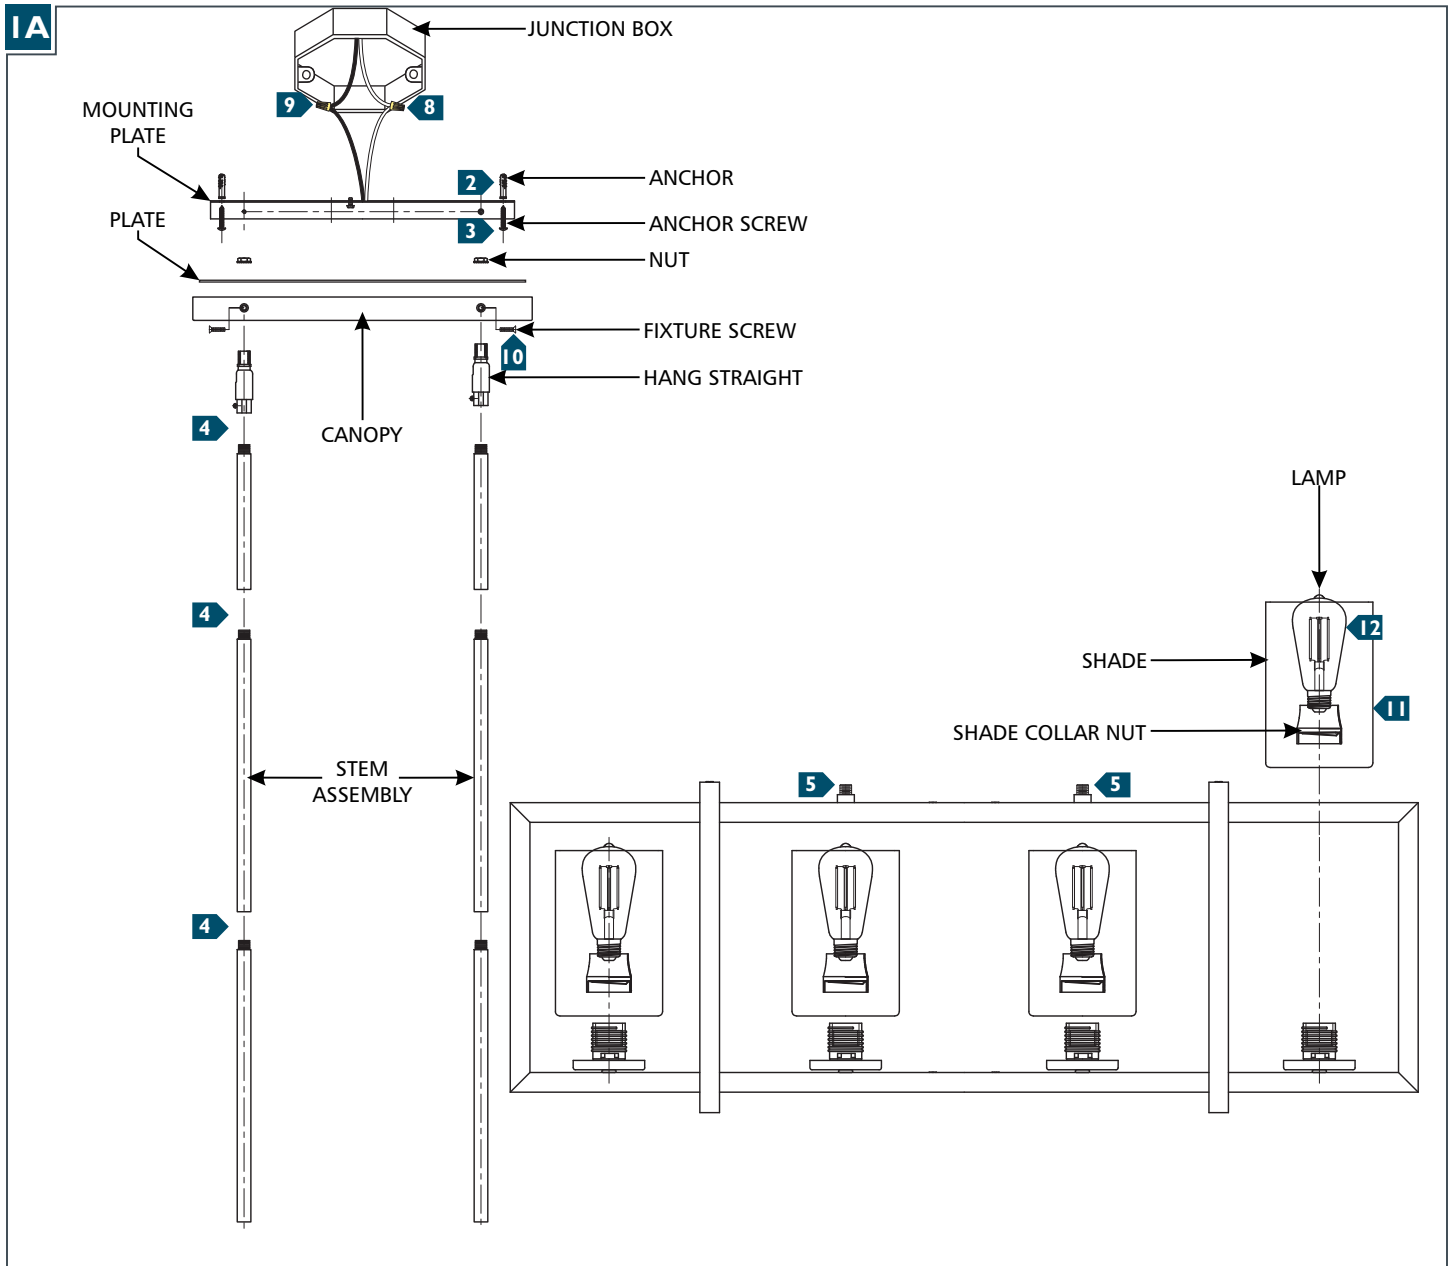 1A
JUNCTION BOX
9
8
MOUNTING
PLATE
2
ANCHOR
PLATE
3
ANCHOR SCREW
NUT
FIXTURE SCREW
10
HANG STRAIGHT
4
CANOPY
LAMP
4
12
SHADE
11
SHADE COLLAR NUT
STEM
ASSEMBLY
5
5
4